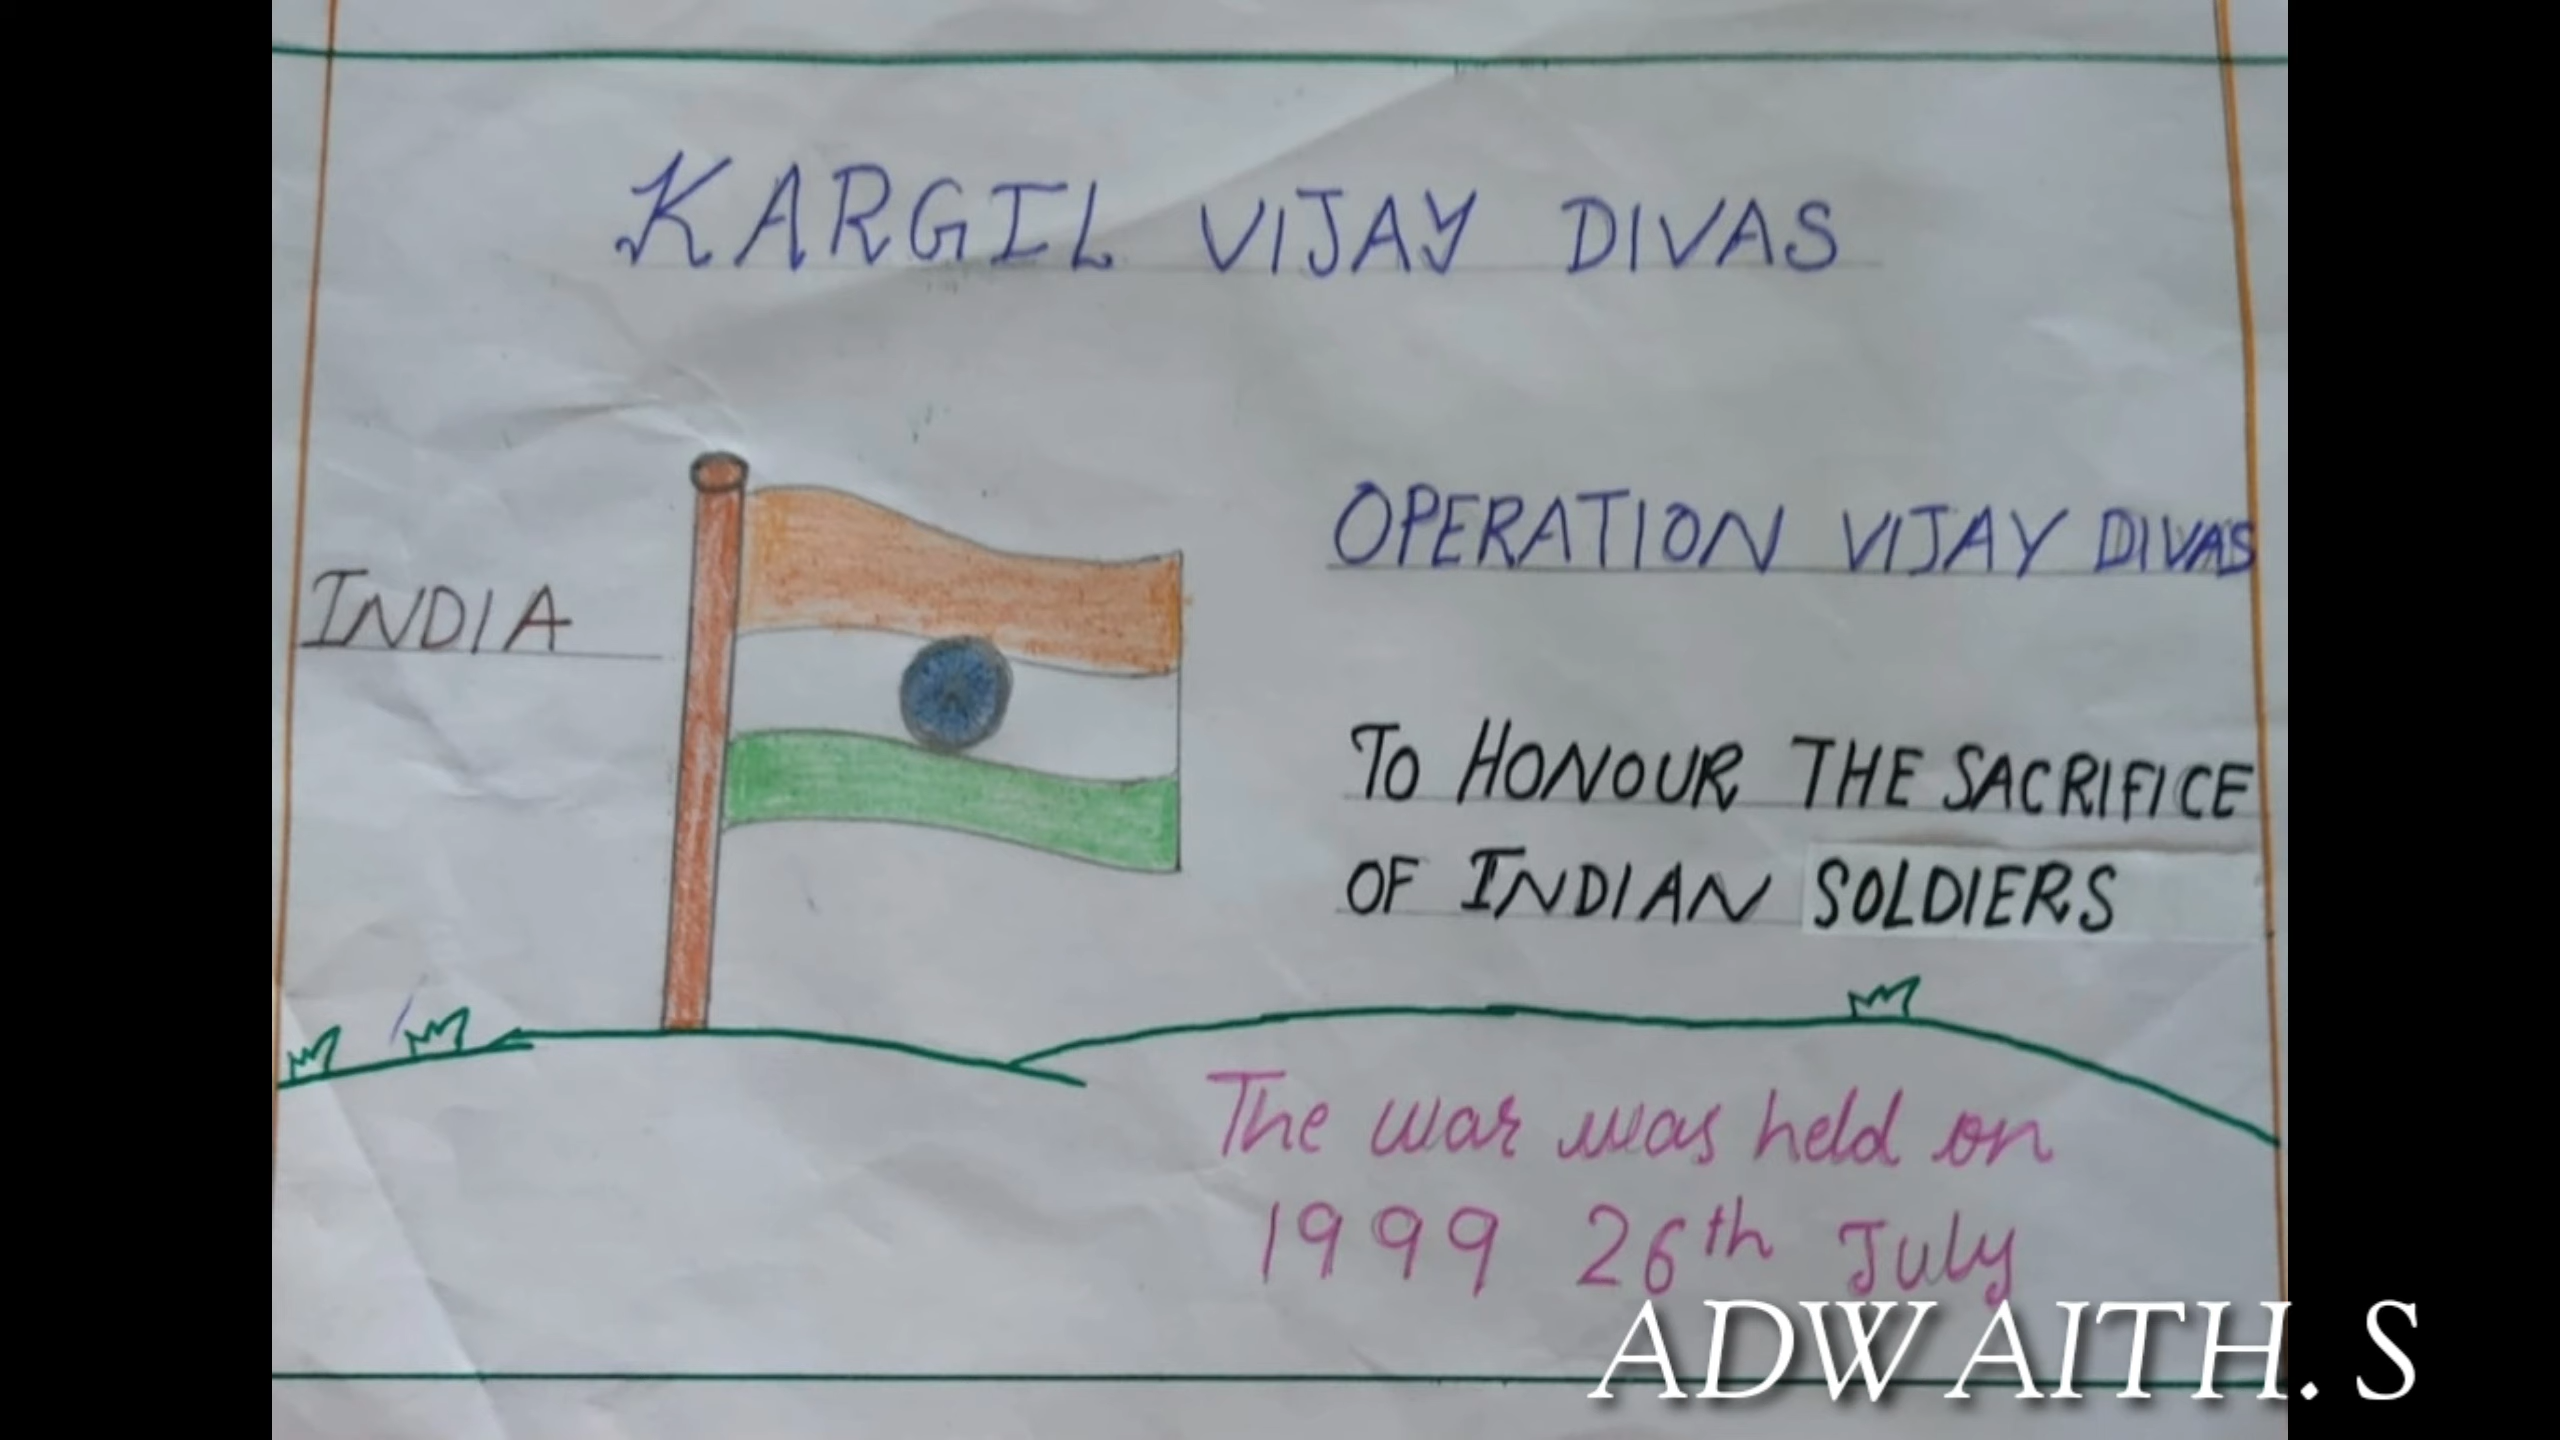 KARGIL VIJAY DIVAS
INDIA
OPERATION VIJAY DIVAS
TO HONOUR THE SACRIFICE
OF INDIAN SOLDIERS
The war was held on
1999 26th July
ADWAITH. S